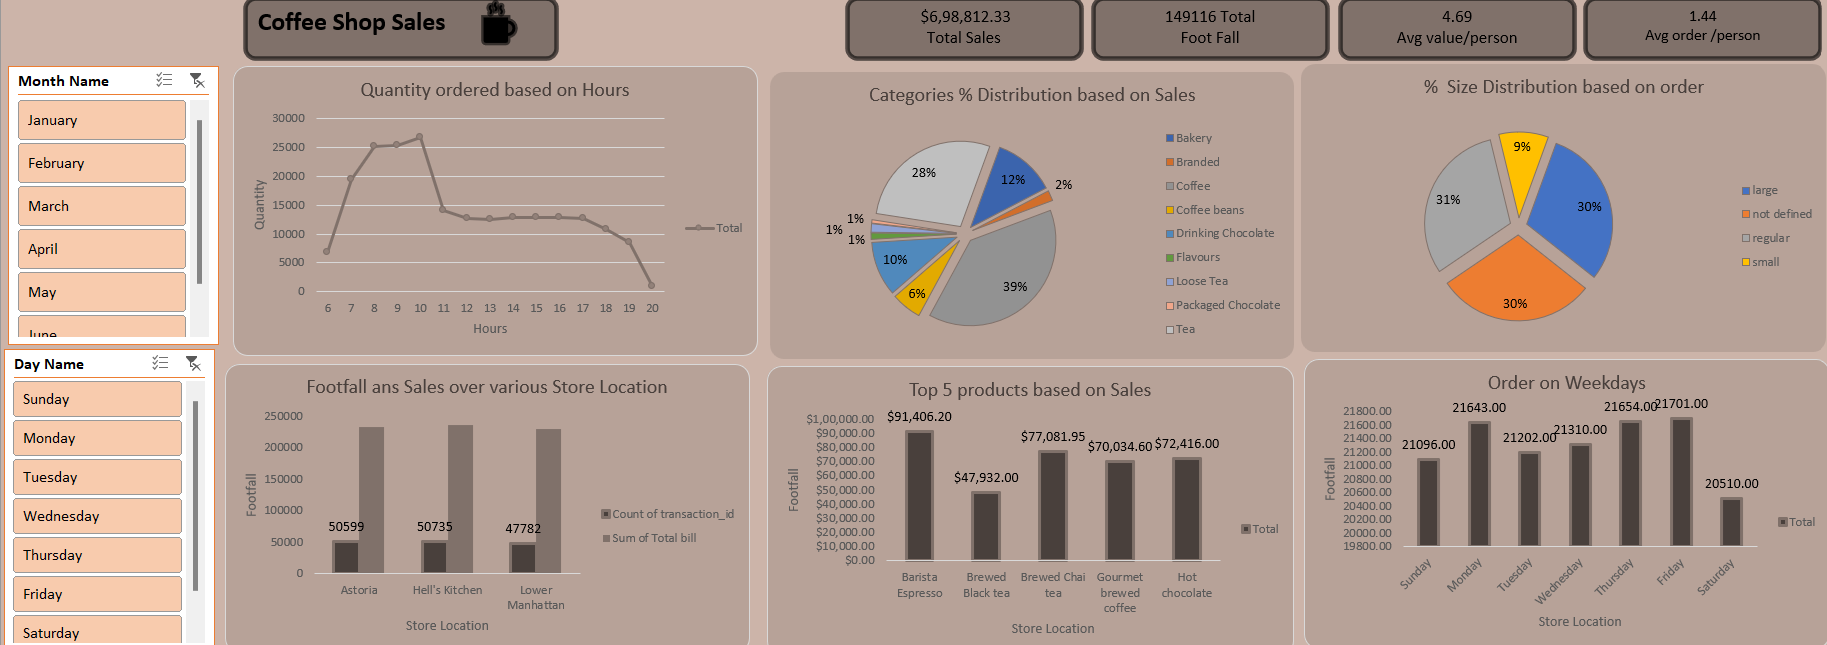 Coffee Shop Sales
$6,98,812.33
Total Sales
149116 Total
Foot Fall
4.69
Avg value/person
1.44
Avg order /person
Month Name
January
February
March
April
May
June
Day Name
Sunday
Monday
Tuesday
Wednesday
Thursday
Friday
Saturday
Quantity ordered based on Hours
30000
25000
20000
15000
10000
5000
0
Quantity
6 7 8 9 10 11 12 13 14 15 16 17 18 19 20
Hours
Total
Categories % Distribution based on Sales
28%
12%
2%
1%
1%
1%
10%
6%
39%
Bakery
Branded
Coffee
Coffee beans
Drinking Chocolate
Flavours
Loose Tea
Packaged Chocolate
Tea
% Size Distribution based on order
9%
31%
30%
30%
large
not defined
regular
small
Footfall ans Sales over various Store Location
250000
200000
150000
100000
50000
0
Footfall
50599
50735
47782
Astoria
Hell's Kitchen
Lower
Manhattan
Store Location
Count of transaction_id
Sum of Total bill
Top 5 products based on Sales
$1,00,000.00
$90,000.00
$80,000.00
$70,000.00
$60,000.00
$50,000.00
$40,000.00
$30,000.00
$20,000.00
$10,000.00
$0.00
Footfall
$91,406.20
$47,932.00
$77,081.95
$70,034.60
$72,416.00
Barista
Espresso
Brewed
Black tea
Brewed Chai
tea
Gourmet
brewed
coffee
Hot
chocolate
Store Location
Total
Order on Weekdays
21800.00
21600.00
21400.00
21200.00
21000.00
20800.00
20600.00
20400.00
20200.00
20000.00
19800.00
Footfall
21096.00
21643.00
21202.00
21310.00
21654.00
21701.00
20510.00
Sunday
Monday
Tuesday
Wednesday
Thursday
Friday
Saturday
Store Location
Total